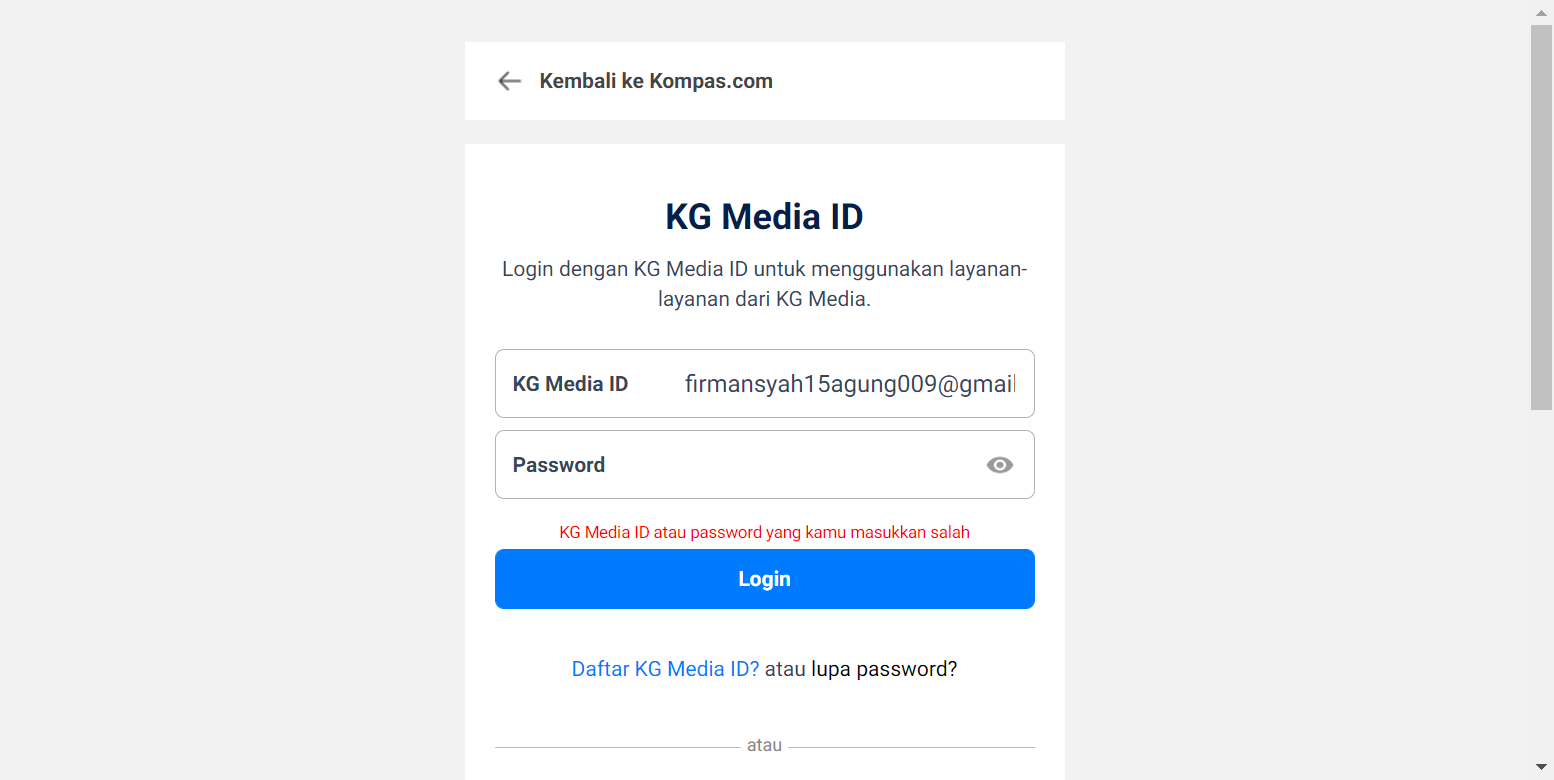 Kembali ke Kompas.com
KG Media ID
Login dengan KG Media ID untuk menggunakan layanan-
layanan dari KG Media.
KG Media ID firmansyah15agung009@gmail
Password
KG Media ID atau password yang kamu masukkan salah
Login
Daftar KG Media ID? atau lupa password?
atau